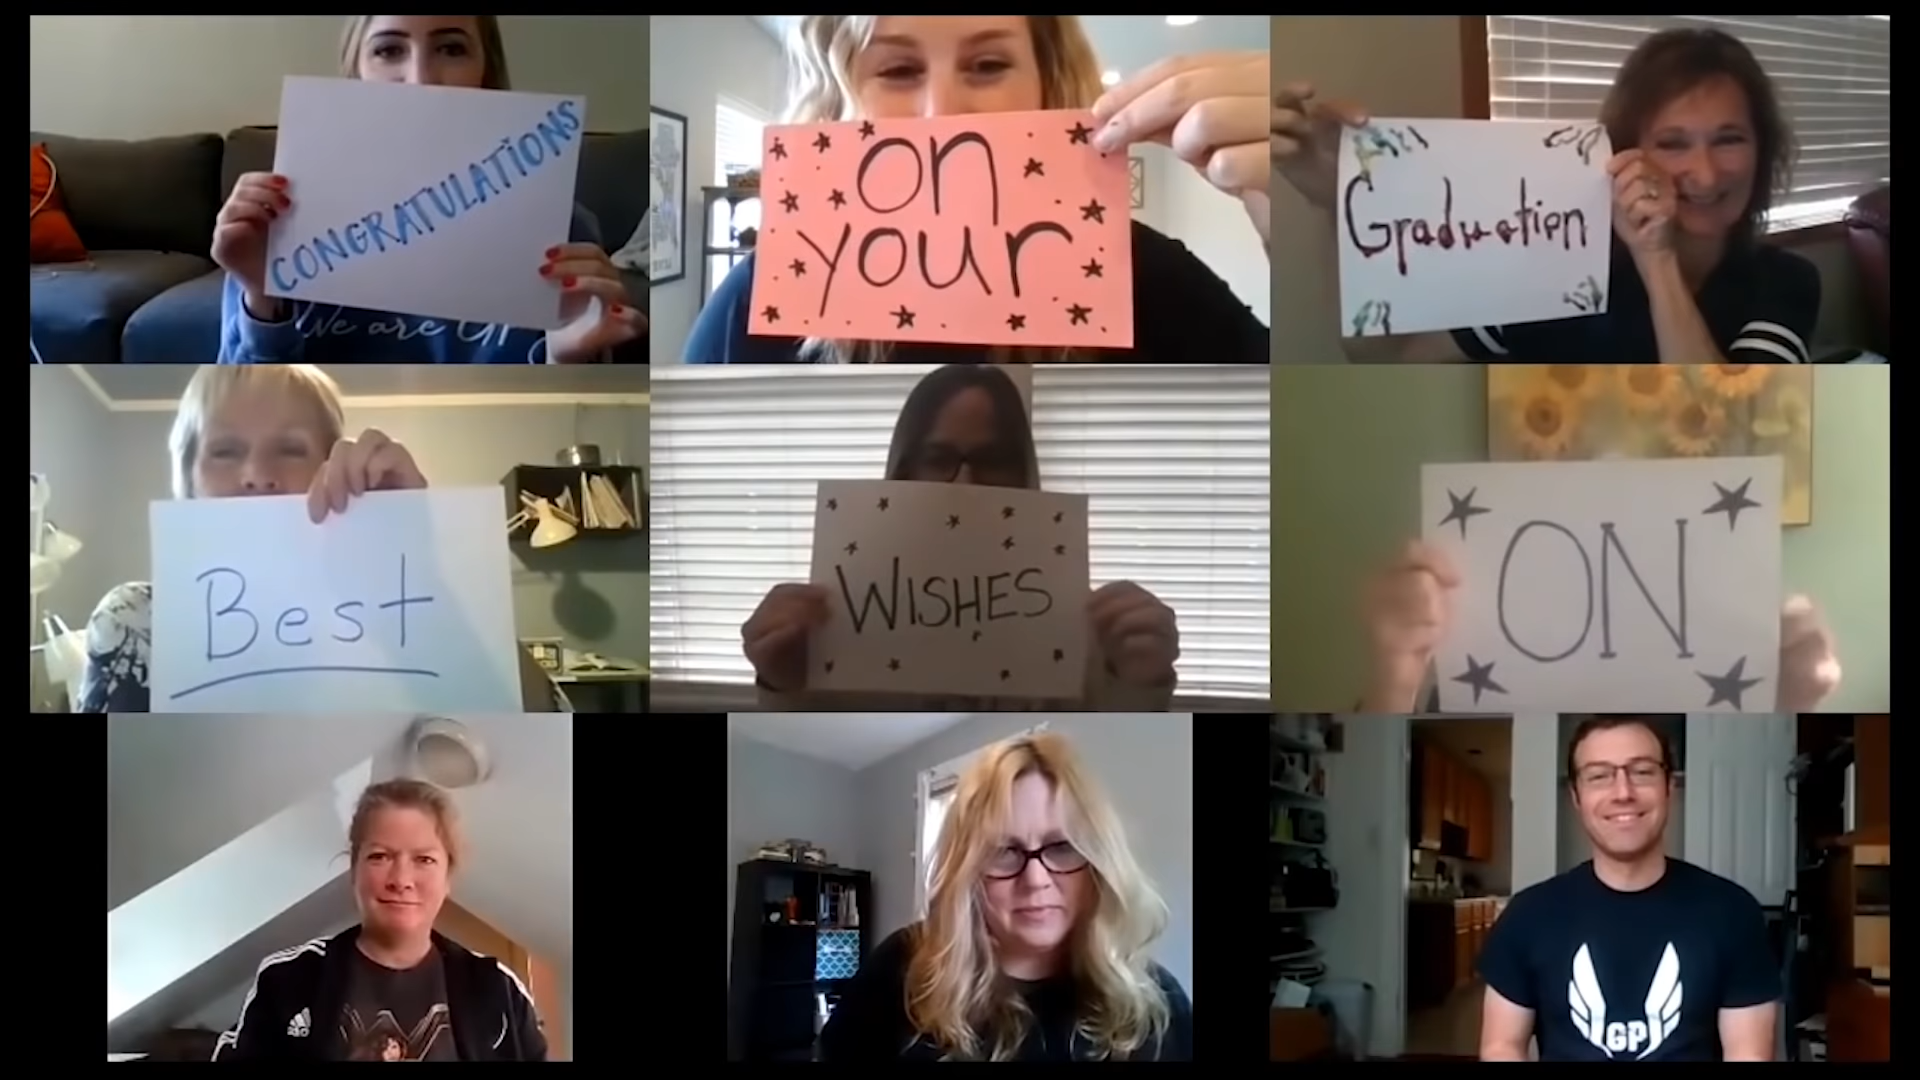 CONGRATULATIONS
We are G
on
your
Graduation
Best
WISHES
ON
GP